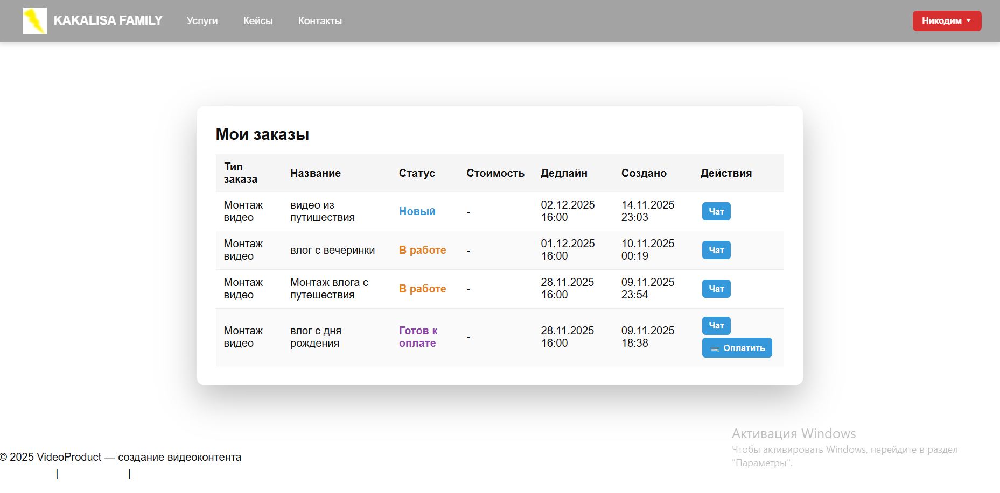 KAKALISA FAMILY Услуги Кейсы Контакты Никодим
Мои заказы
Тип заказа Название Статус Стоимость Дедлайн Создано Действия
Монтаж видео видео из путишествия Новый - 02.12.2025 16:00 14.11.2025 23:03 Чат
Монтаж видео влог с вечеринки В работе - 01.12.2025 16:00 10.11.2025 00:19 Чат
Монтаж видео Монтаж влога с путешествия В работе - 28.11.2025 16:00 09.11.2025 23:54 Чат
Монтаж видео влог с дня рождения Готов к оплате - 28.11.2025 16:00 09.11.2025 18:38 Чат
Оплатить
Активация Windows
Чтобы активировать Windows, перейдите в раздел
"Параметры".
© 2025 VideoProduct — создание видеоконтента
| |